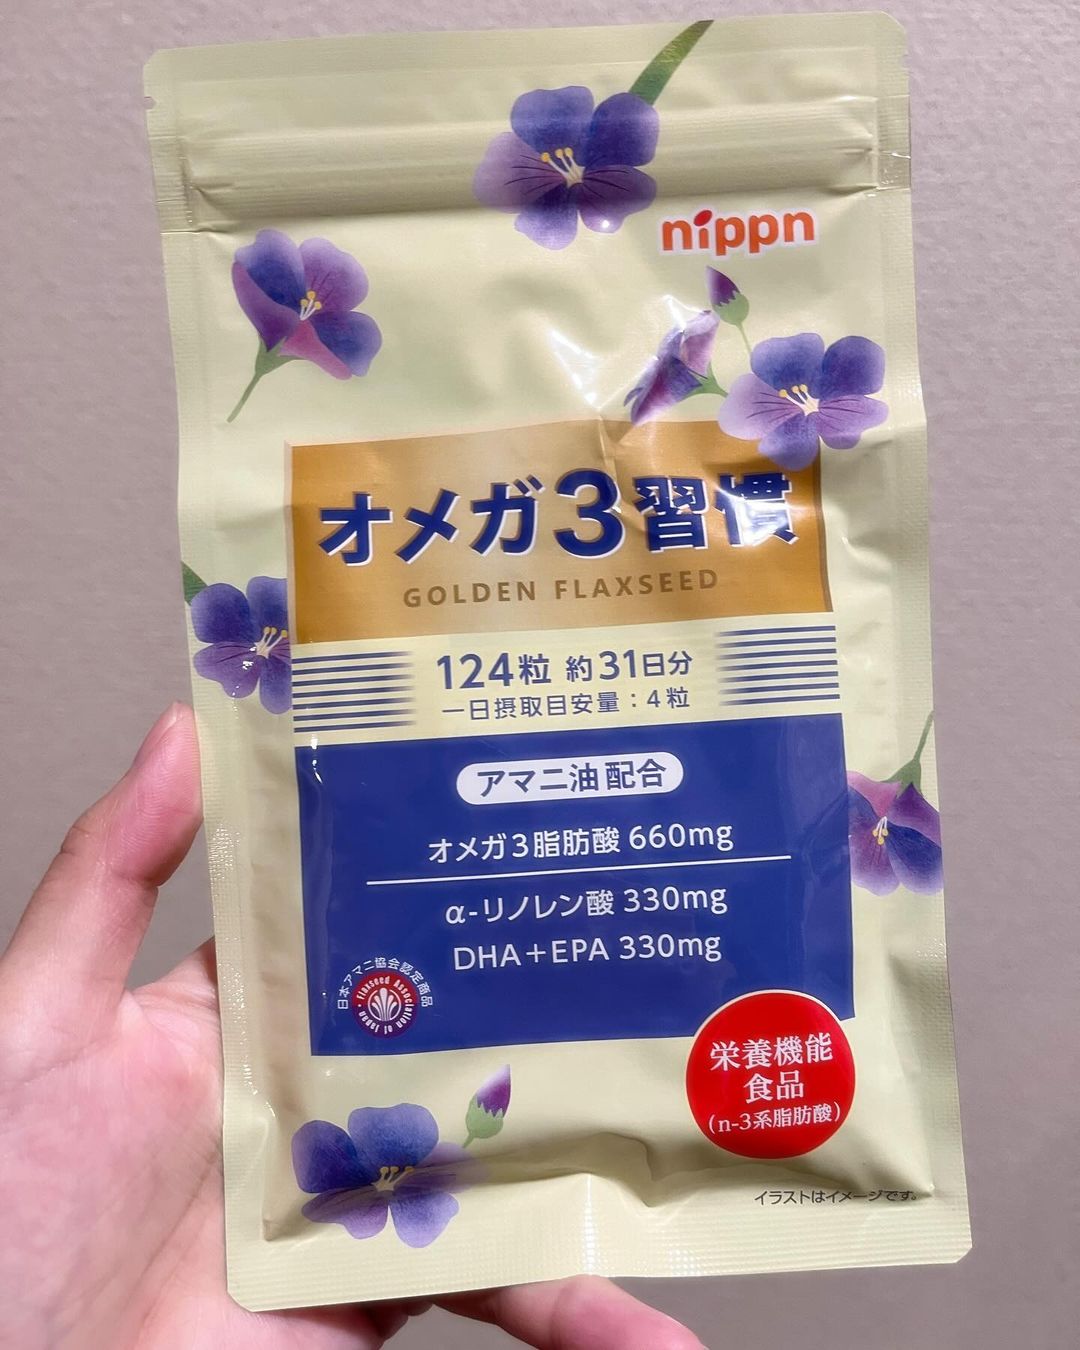 nippn
オメガ3習慣
GOLDEN FLAXSEED
124粒 約31日分
一日摂取目安量：4粒
アマニ油配合
オメガ3脂肪酸 660mg
α-リノレン酸 330mg
DHA＋EPA 330mg
日本アマニ協会認定商品
Flaxseed Association of Japan
栄養機能
食品
(n-3系脂肪酸)
イラストはイメージです。